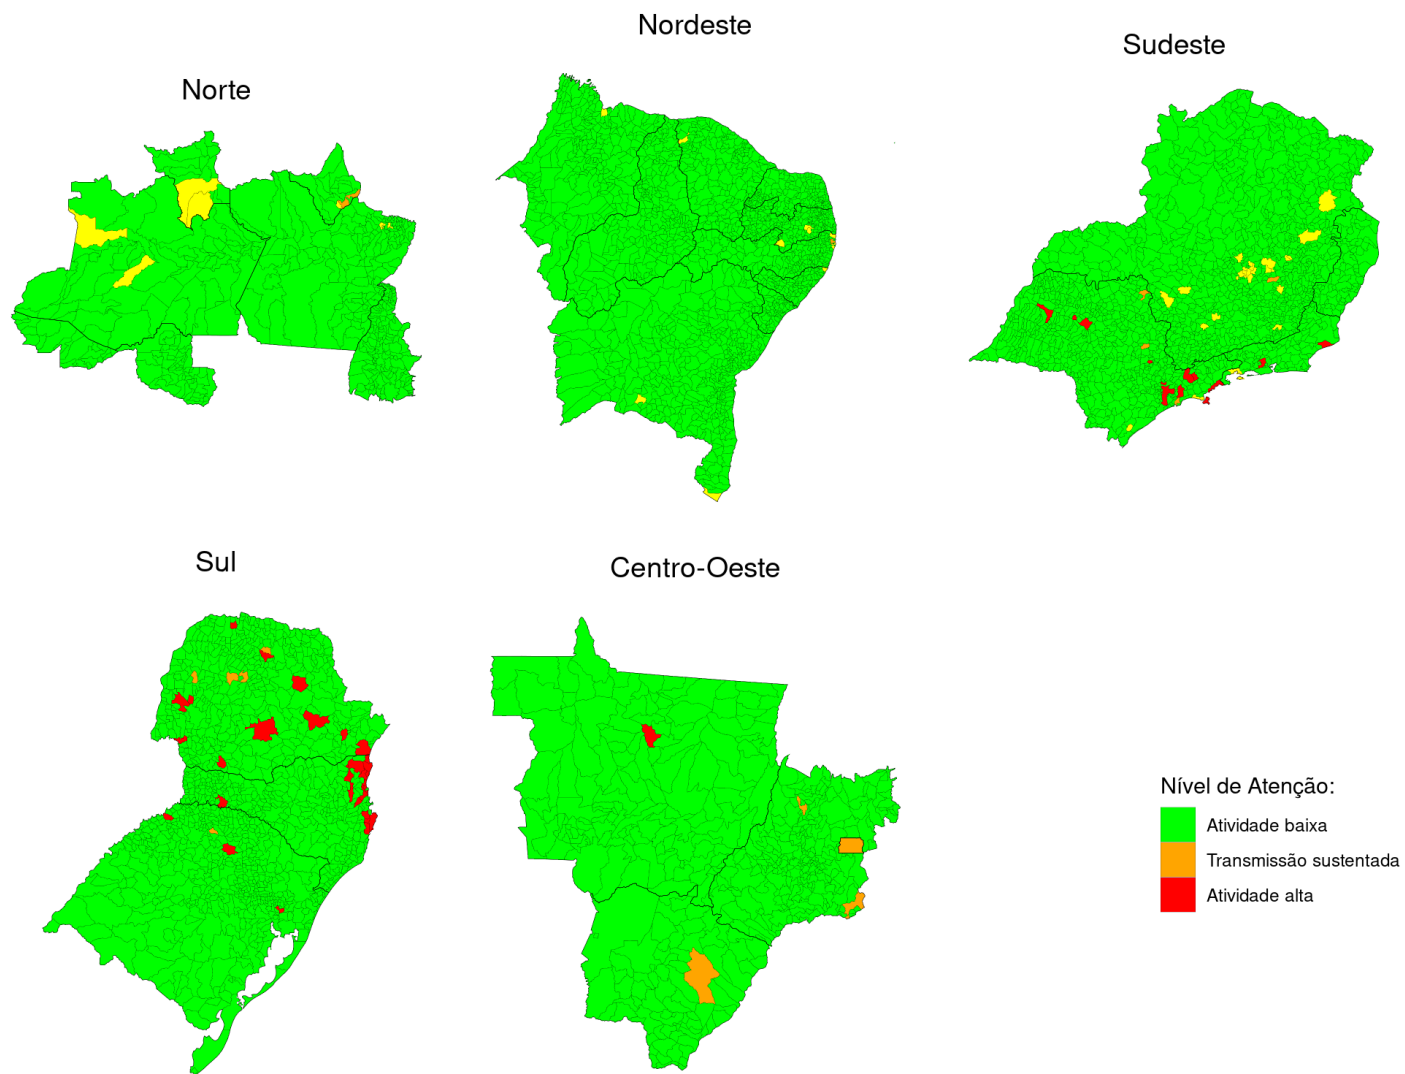 Nordeste
Sudeste
Norte
Sul
Centro-Oeste
Nível de Atenção:
Atividade baixa
Transmissão sustentada
Atividade alta